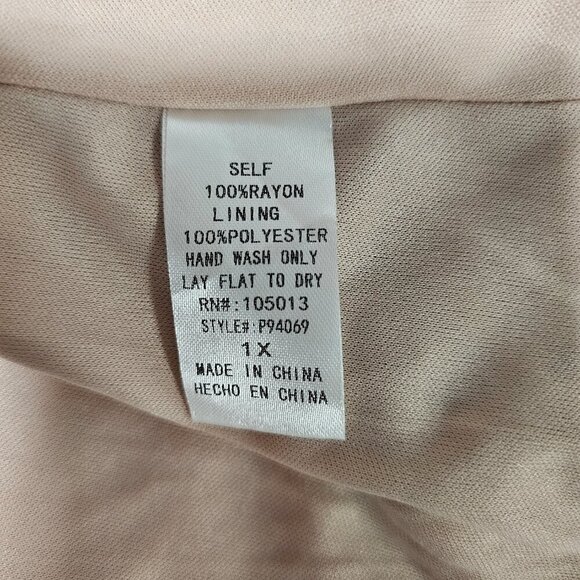 SELF
100%RAYON
LINING
100%POLYESTER
HAND WASH ONLY
LAY FLAT TO DRY
RN#:105013
STYLE#:P94069
1X
MADE IN CHINA
HECHO EN CHINA